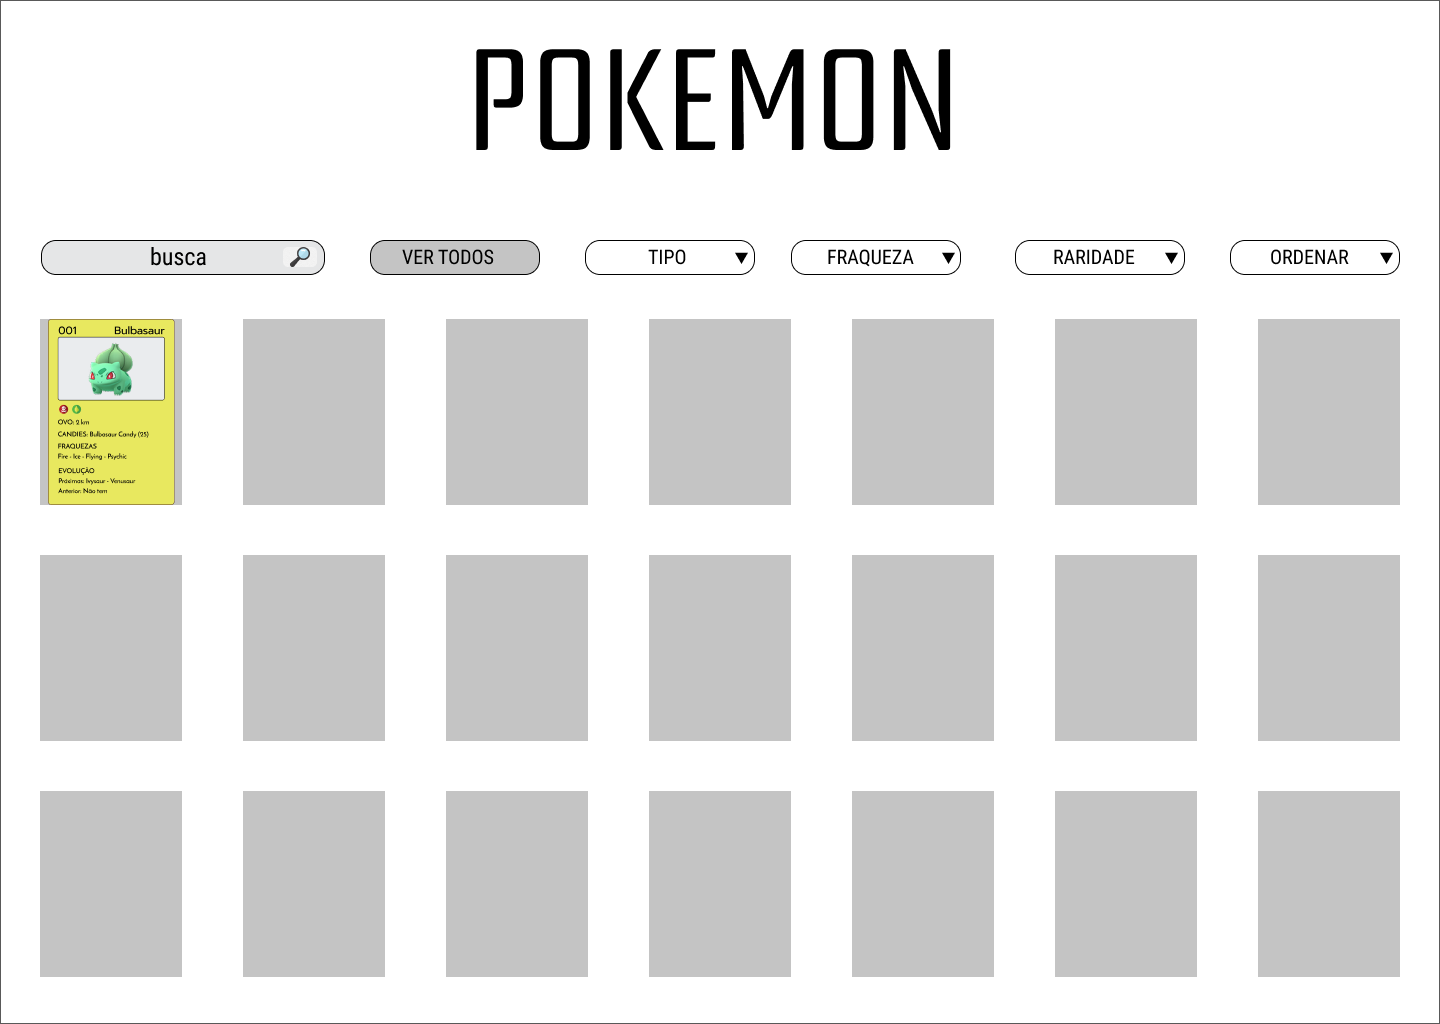 POKEMON
busca
VER TODOS
TIPO
FRAQUEZA
RARIDADE
ORDENAR
001 Bulbasaur
OVO: 2 km
CANDIES: Bulbasaur Candy (25)
FRAQUEZAS
Fire - Ice - Flying - Psychic
EVOLUÇÃO
Próximas: Ivysaur - Venusaur
Anterior: Não tem